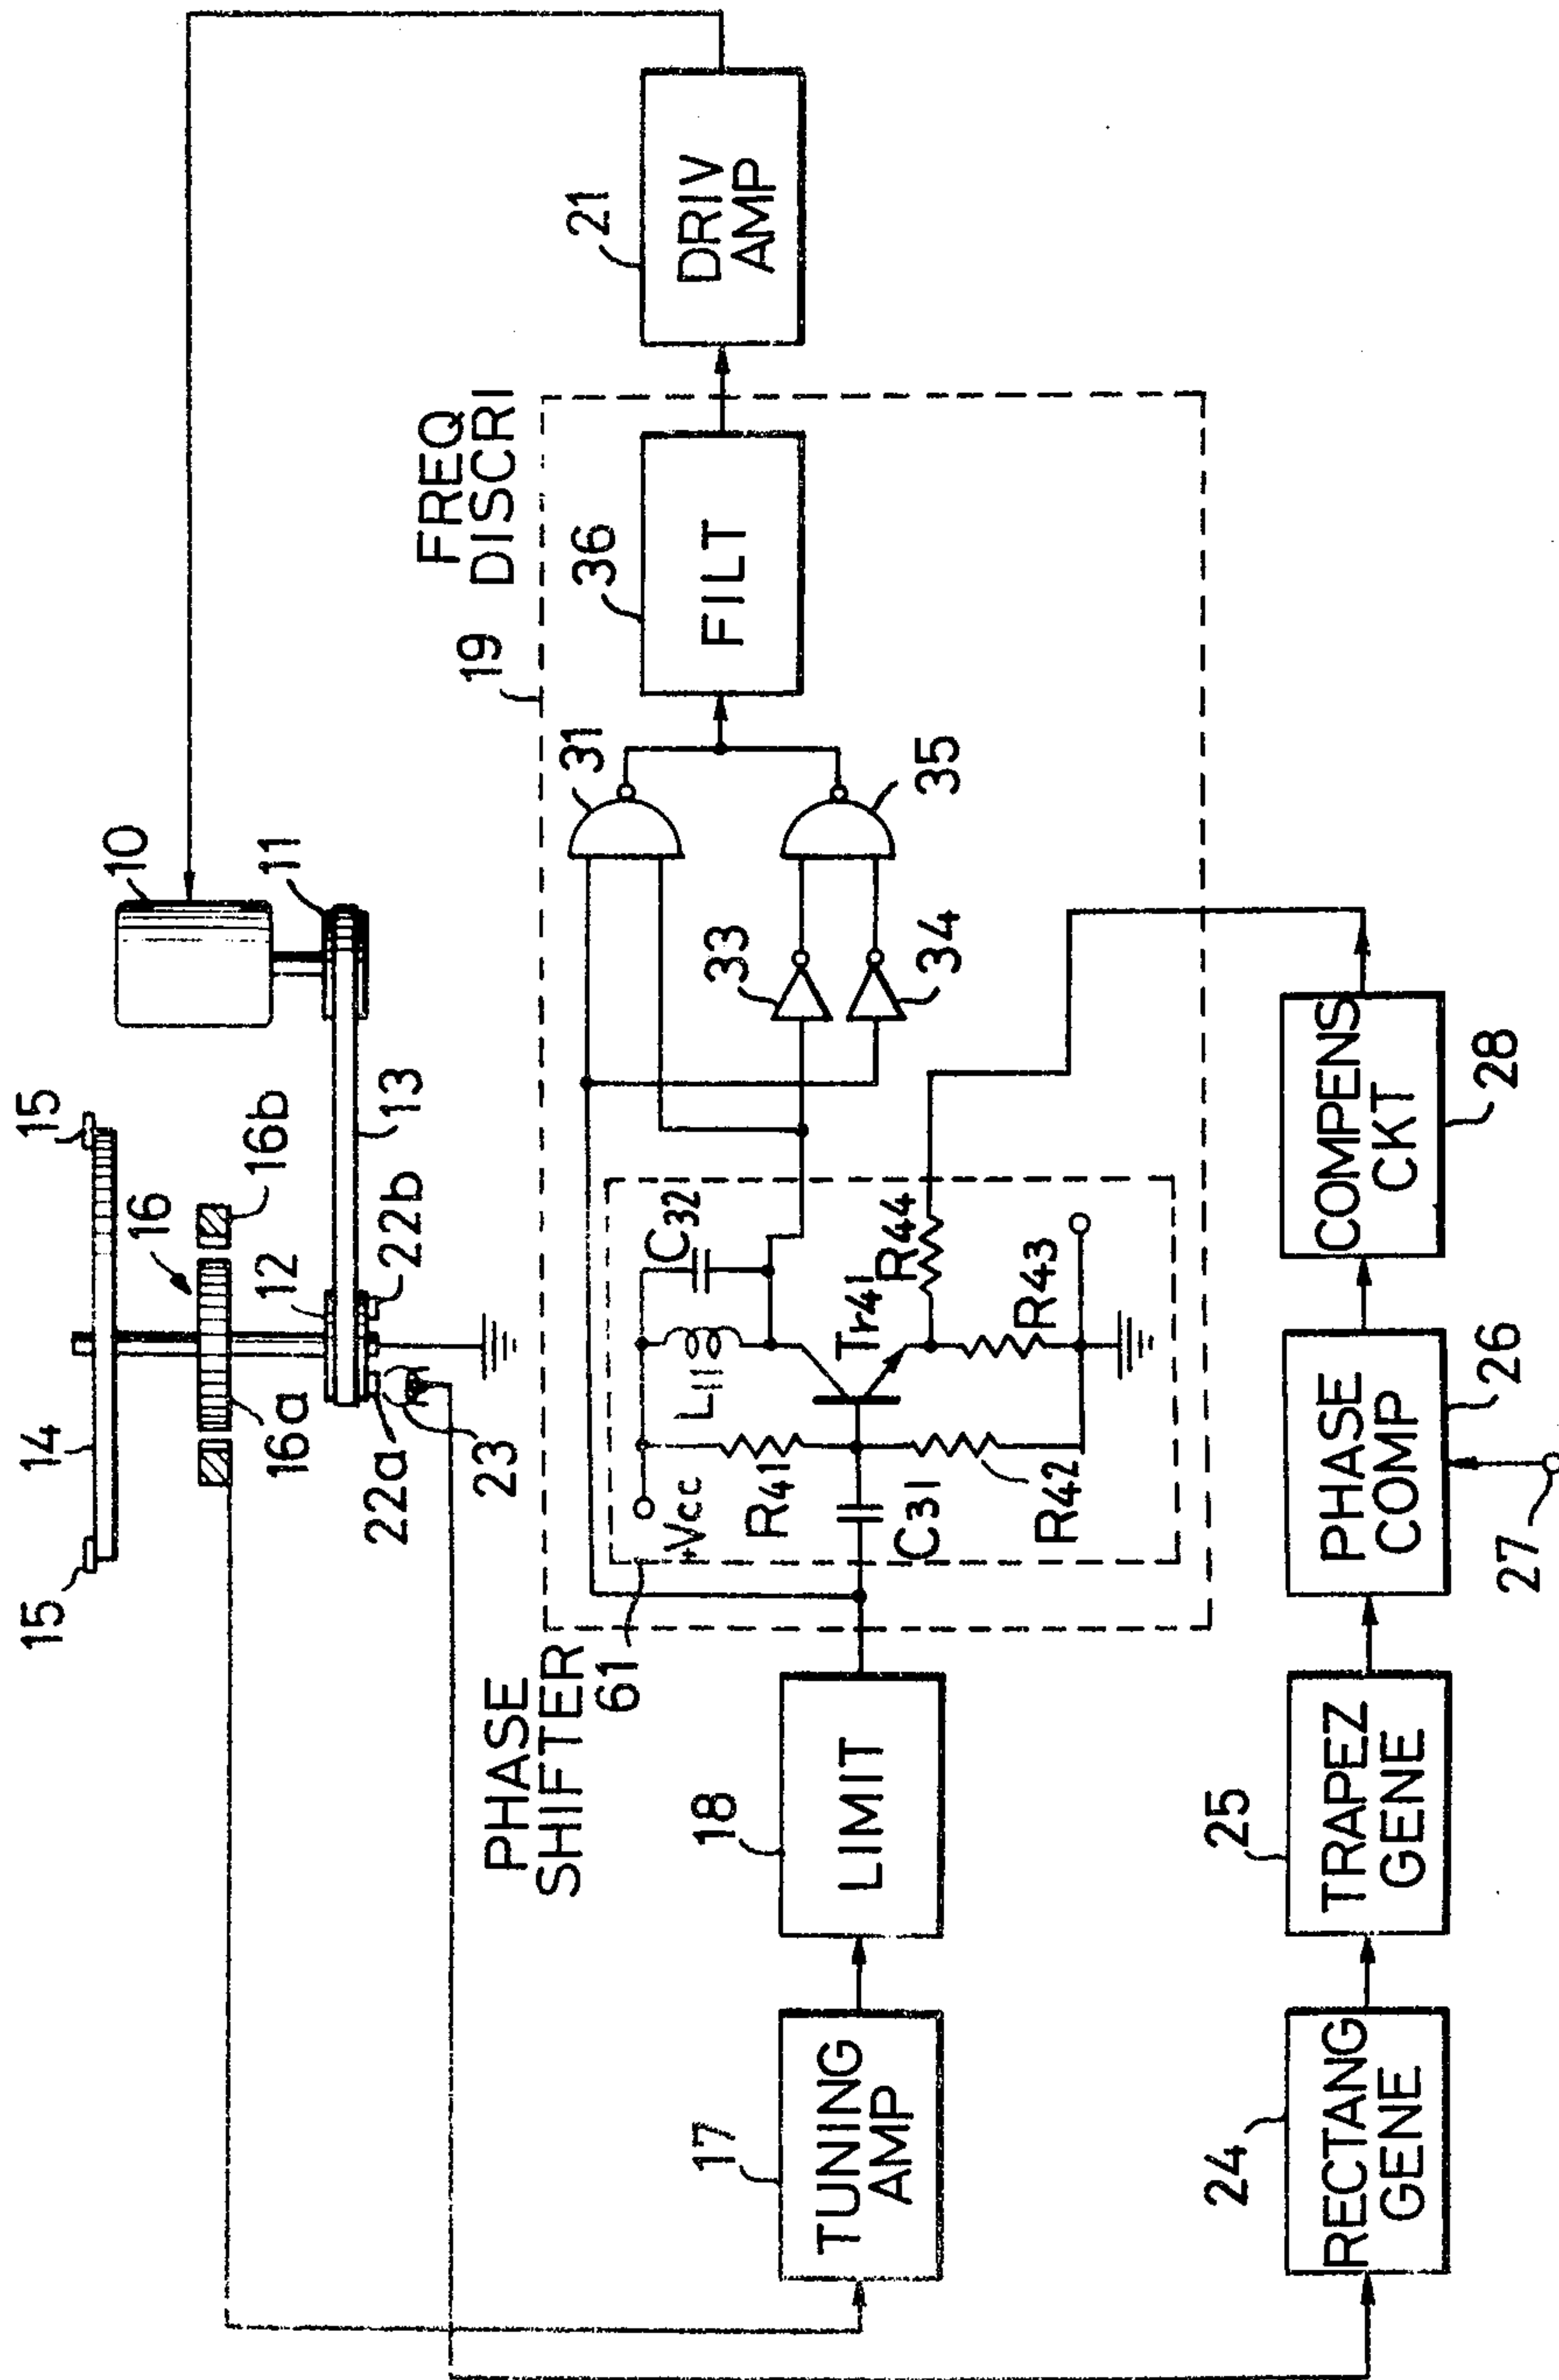 15
14
15
16
16b
16a
12
22a
22b
23
13
10
11
PHASE
SHIFTER
61
19
FREQ
DISCRI
17
TUNING
AMP
18
LIMIT
+Vcc
R41
L11
C32
C31
R42
Tr41
R44
R43
31
33
34
35
36
FILT
21
DRIV
AMP
24
RECTANG
GENE
25
TRAPEZ
GENE
PHASE
COMP
26
27
COMPENS
CKT
28